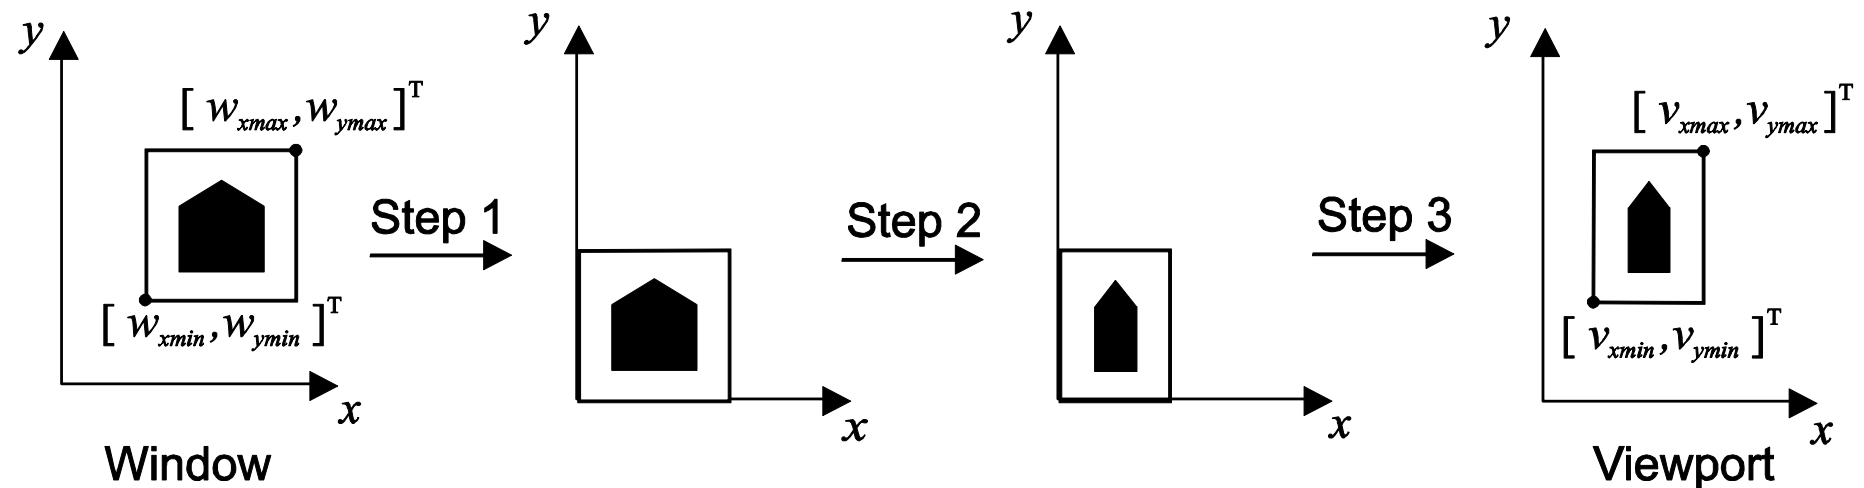 y
[ w_xmax , w_ymax ]^T
[ w_xmin , w_ymin ]^T
x
Window
Step 1
y
x
Step 2
y
x
Step 3
y
[ v_xmax , v_ymax ]^T
[ v_xmin , v_ymin ]^T
x
Viewport